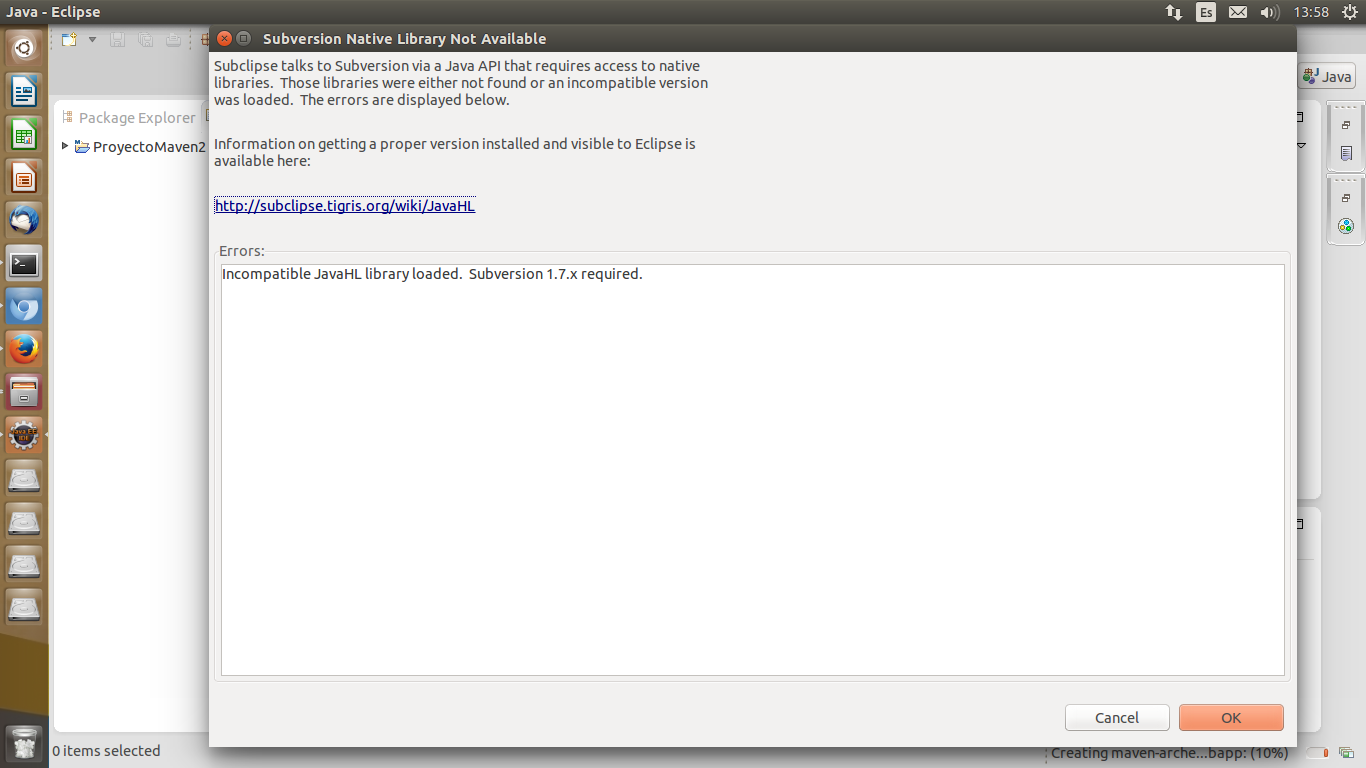 Java - Eclipse
Es
13:58
Subversion Native Library Not Available
Subclipse talks to Subversion via a Java API that requires access to native
libraries.  Those libraries were either not found or an incompatible version
was loaded.  The errors are displayed below.
Java
Package Explorer
Information on getting a proper version installed and visible to Eclipse is
available here:
ProyectoMaven2
http://subclipse.tigris.org/wiki/JavaHL
Errors:
Incompatible JavaHL library loaded.  Subversion 1.7.x required.
Java EE
IDE
Cancel
OK
0 items selected
Creating maven-arche...bapp: (10%)